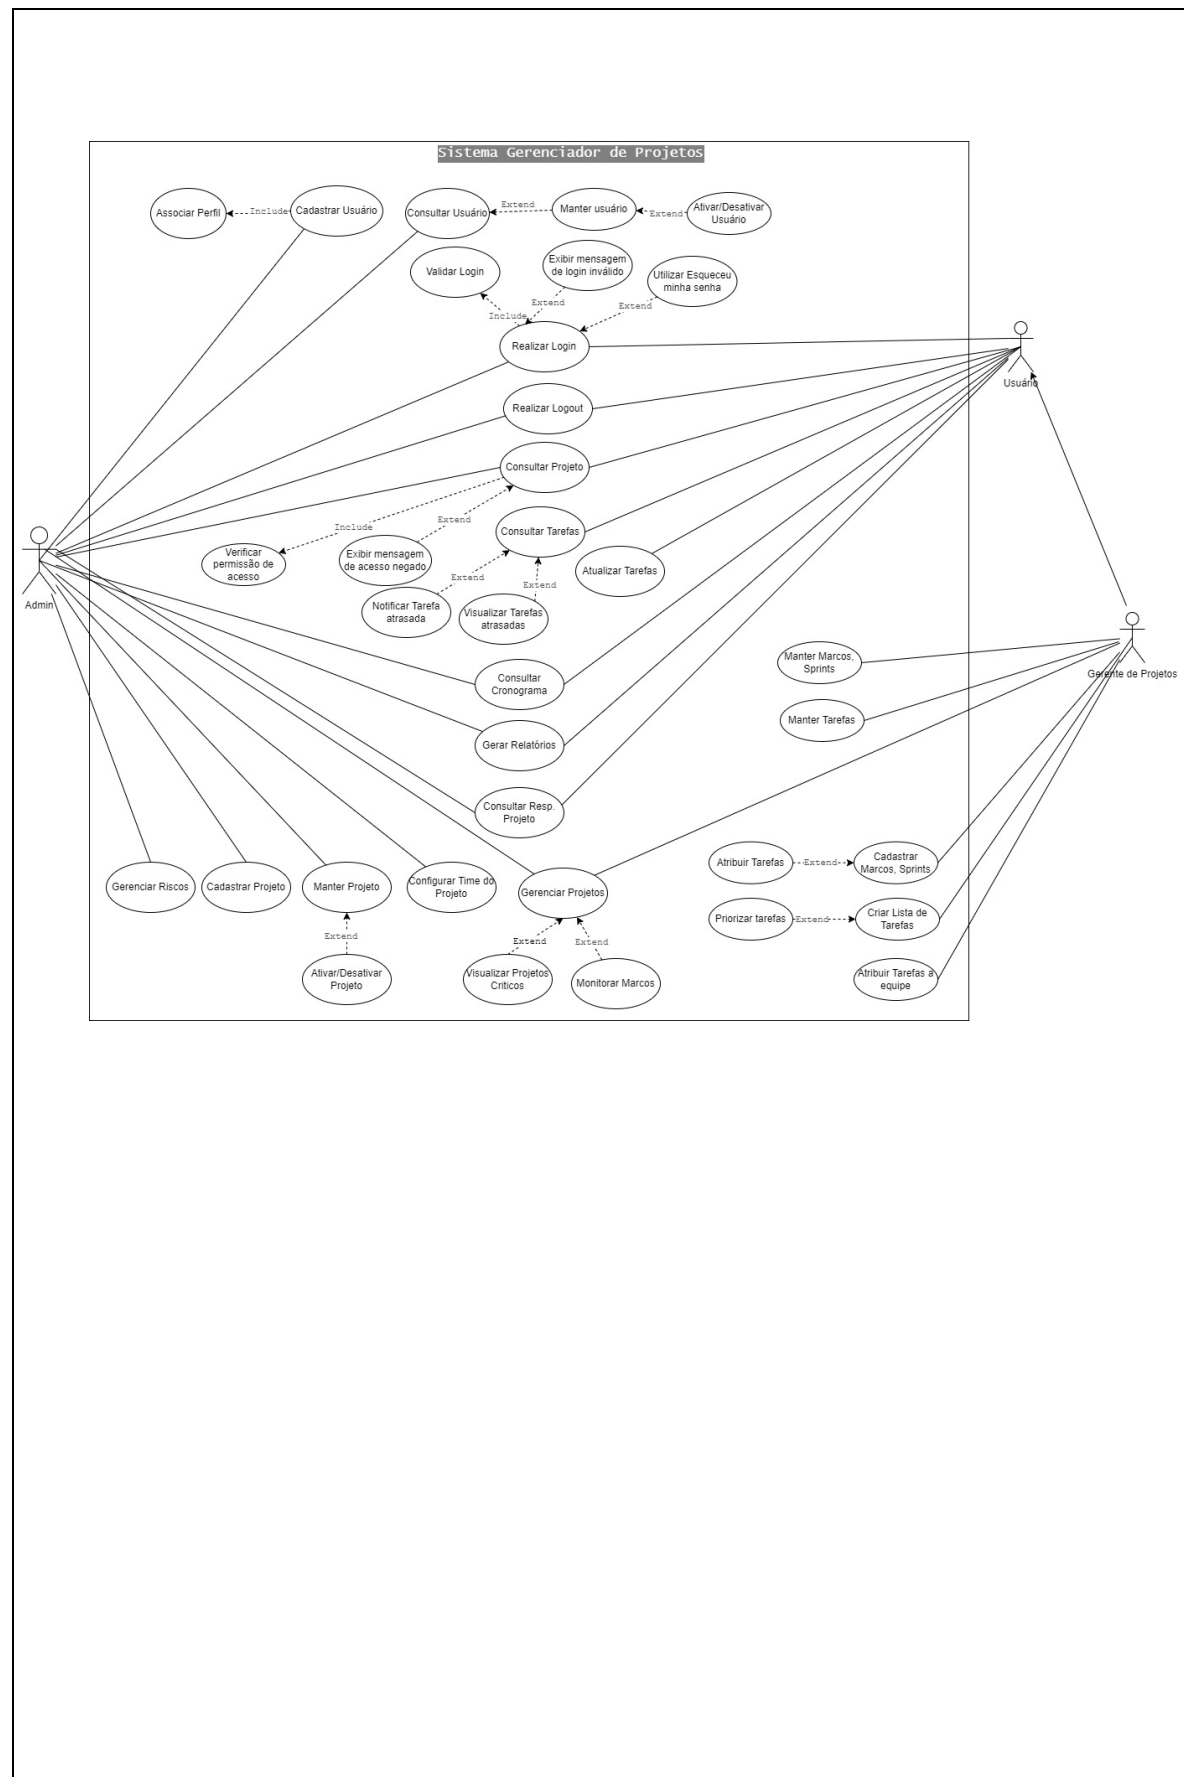 Sistema Gerenciador de Projetos
Associar Perfil
Include
Cadastrar Usuário
Consultar Usuário
Extend
Manter usuário
Extend
Ativar/Desativar
Usuário
Validar Login
Exibir mensagem
de login inválido
Utilizar Esqueceu
minha senha
Include
Extend
Extend
Realizar Login
Usuário
Realizar Logout
Consultar Projeto
Include
Extend
Verificar
permissão de
acesso
Exibir mensagem
de acesso negado
Consultar Tarefas
Atualizar Tarefas
Extend
Extend
Notificar Tarefa
atrasada
Visualizar Tarefas
atrasadas
Admin
Consultar
Cronograma
Manter Marcos,
Sprints
Gerente de Projetos
Manter Tarefas
Gerar Relatórios
Consultar Resp.
Projeto
Gerenciar Riscos
Cadastrar Projeto
Manter Projeto
Configurar Time do
Projeto
Gerenciar Projetos
Atribuir Tarefas
Extend
Cadastrar
Marcos, Sprints
Priorizar tarefas
Extend
Criar Lista de
Tarefas
Extend
Extend
Extend
Ativar/Desativar
Projeto
Visualizar Projetos
Criticos
Monitorar Marcos
Atribuir Tarefas a
equipe